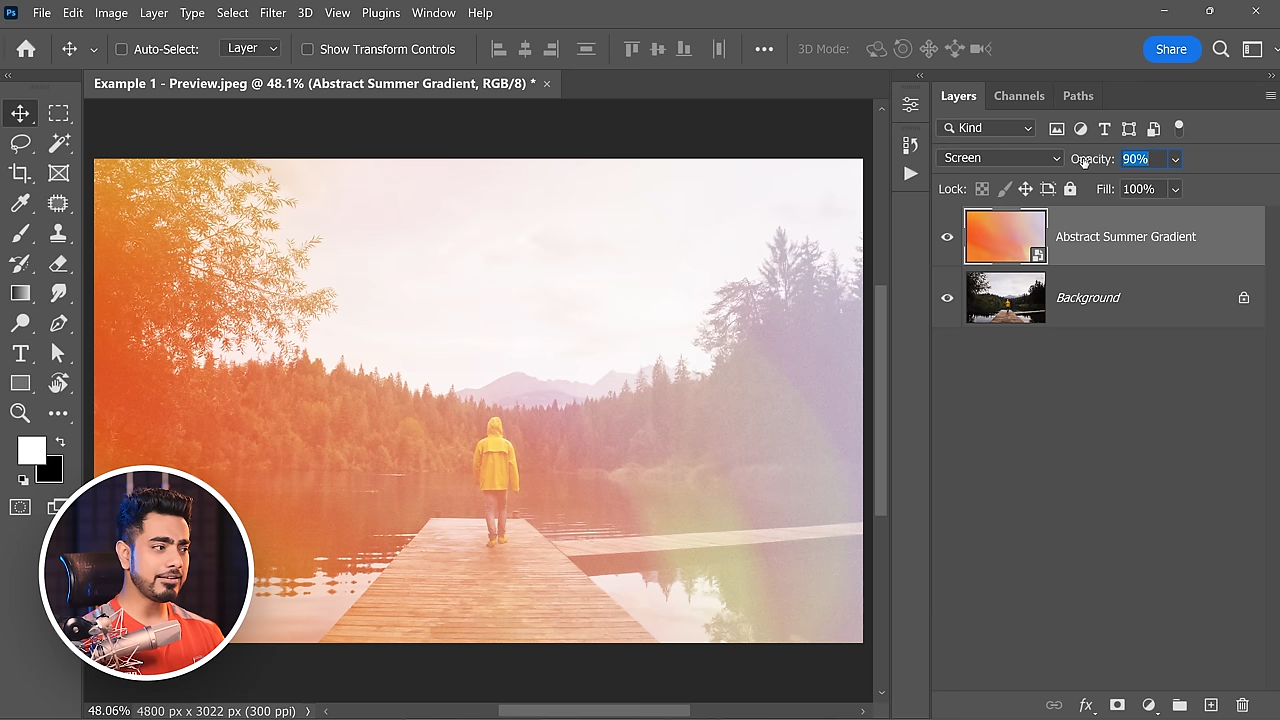 Ps File Edit Image Layer Type Select Filter 3D View Plugins Window Help
Auto-Select: Layer Show Transform Controls 3D Mode: Share
Example 1 - Preview.jpeg @ 48.1% (Abstract Summer Gradient, RGB/8) *
Layers Channels Paths
Kind
Screen Opacity: 90%
Lock: Fill: 100%
Abstract Summer Gradient
Background
48.06% 4800 px x 3022 px (300 ppi)